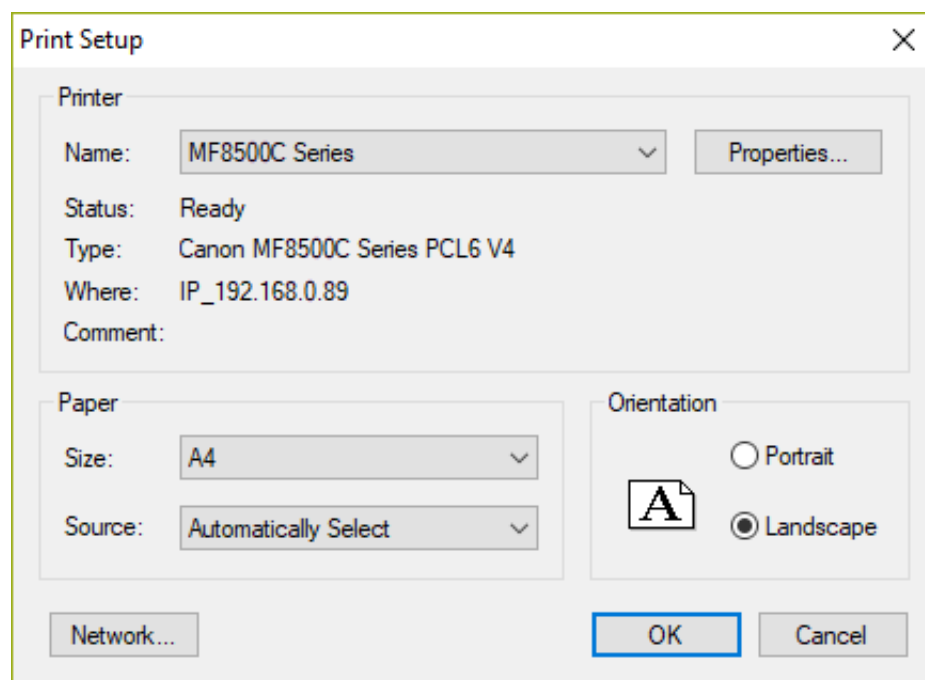 Print Setup
Printer
Name: MF8500C Series Properties...
Status: Ready
Type: Canon MF8500C Series PCL6 V4
Where: IP_192.168.0.89
Comment:
Paper
Size: A4
Source: Automatically Select
Orientation
A
Portrait
Landscape
Network... OK Cancel